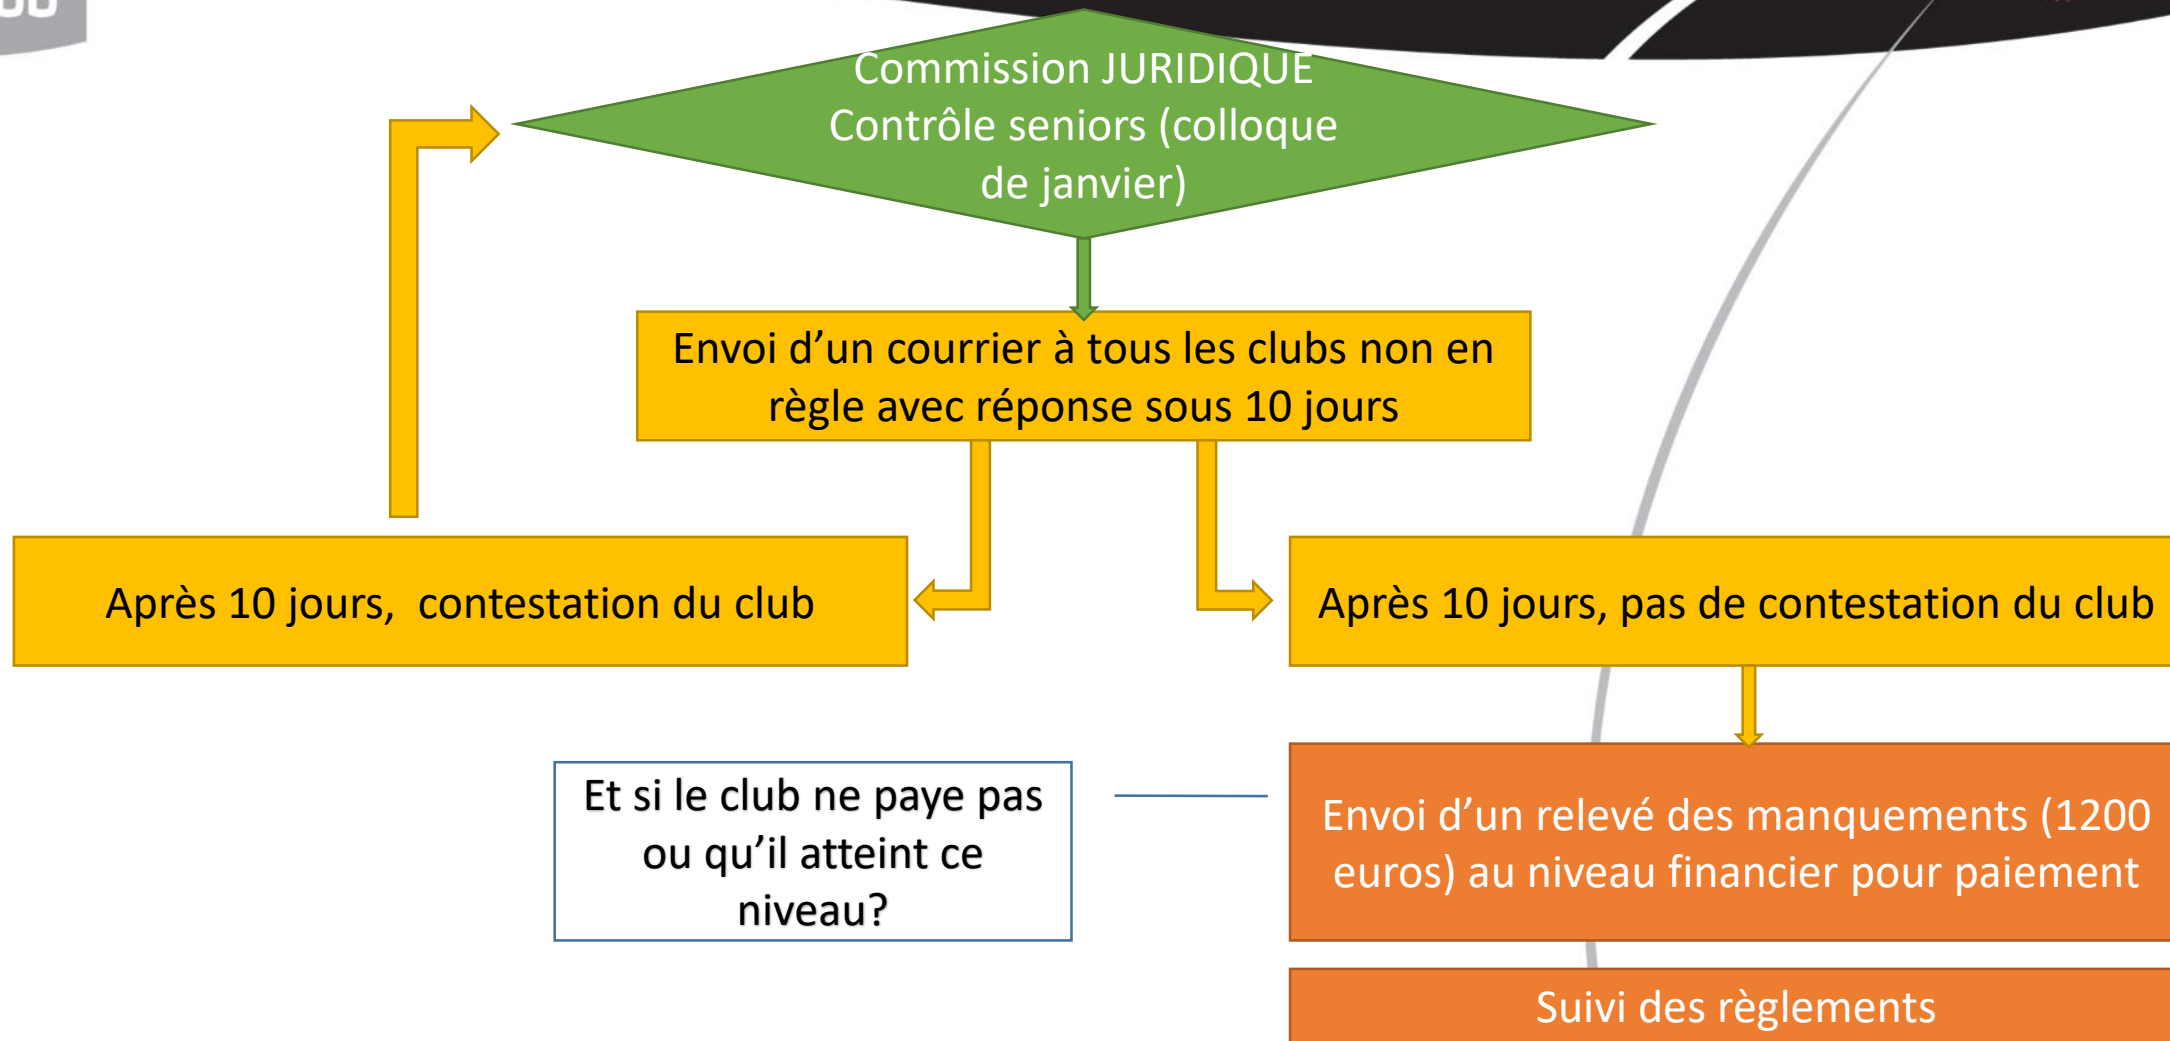 Commission JURIDIQUE
Contrôle seniors (colloque
de janvier)
Envoi d’un courrier à tous les clubs non en
règle avec réponse sous 10 jours
Après 10 jours,  contestation du club
Après 10 jours, pas de contestation du club
Et si le club ne paye pas
ou qu’il atteint ce
niveau?
Envoi d’un relevé des manquements (1200
euros) au niveau financier pour paiement
Suivi des règlements